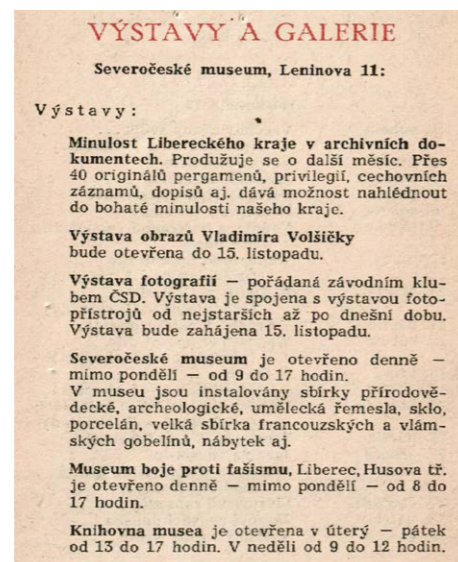 VÝSTAVY A GALERIE
Severočeské museum, Leninova 11:
Výstavy:
Minulost Libereckého kraje v archivních do-
kumentech. Produžuje se o další měsíc. Přes
40 originálů pergamenů, privilegií, cechovních
záznamů, dopisů aj. dává možnost nahlédnout
do bohaté minulosti našeho kraje.
Výstava obrazů Vladimíra Volšičky
bude otevřena do 15. listopadu.
Výstava fotografií — pořádaná závodním klu-
bem ČSD. Výstava je spojena s výstavou foto-
přístrojů od nejstarších až po dnešní dobu.
Výstava bude zahájena 15. listopadu.
Severočeské museum je otevřeno denně —
mimo pondělí — od 9 do 17 hodin.
V museu jsou instalovány sbírky přírodově-
decké, archeologické, umělecká řemesla, sklo,
porcelán, velká sbírka francouzských a vlám-
ských gobelínů, nábytek aj.
Museum boje proti fašismu, Liberec, Husova tř.
je otevřeno denně — mimo pondělí — od 8 do
17 hodin.
Knihovna musea je otevřena v úterý — pátek
od 13 do 17 hodin. V neděli od 9 do 12 hodin.